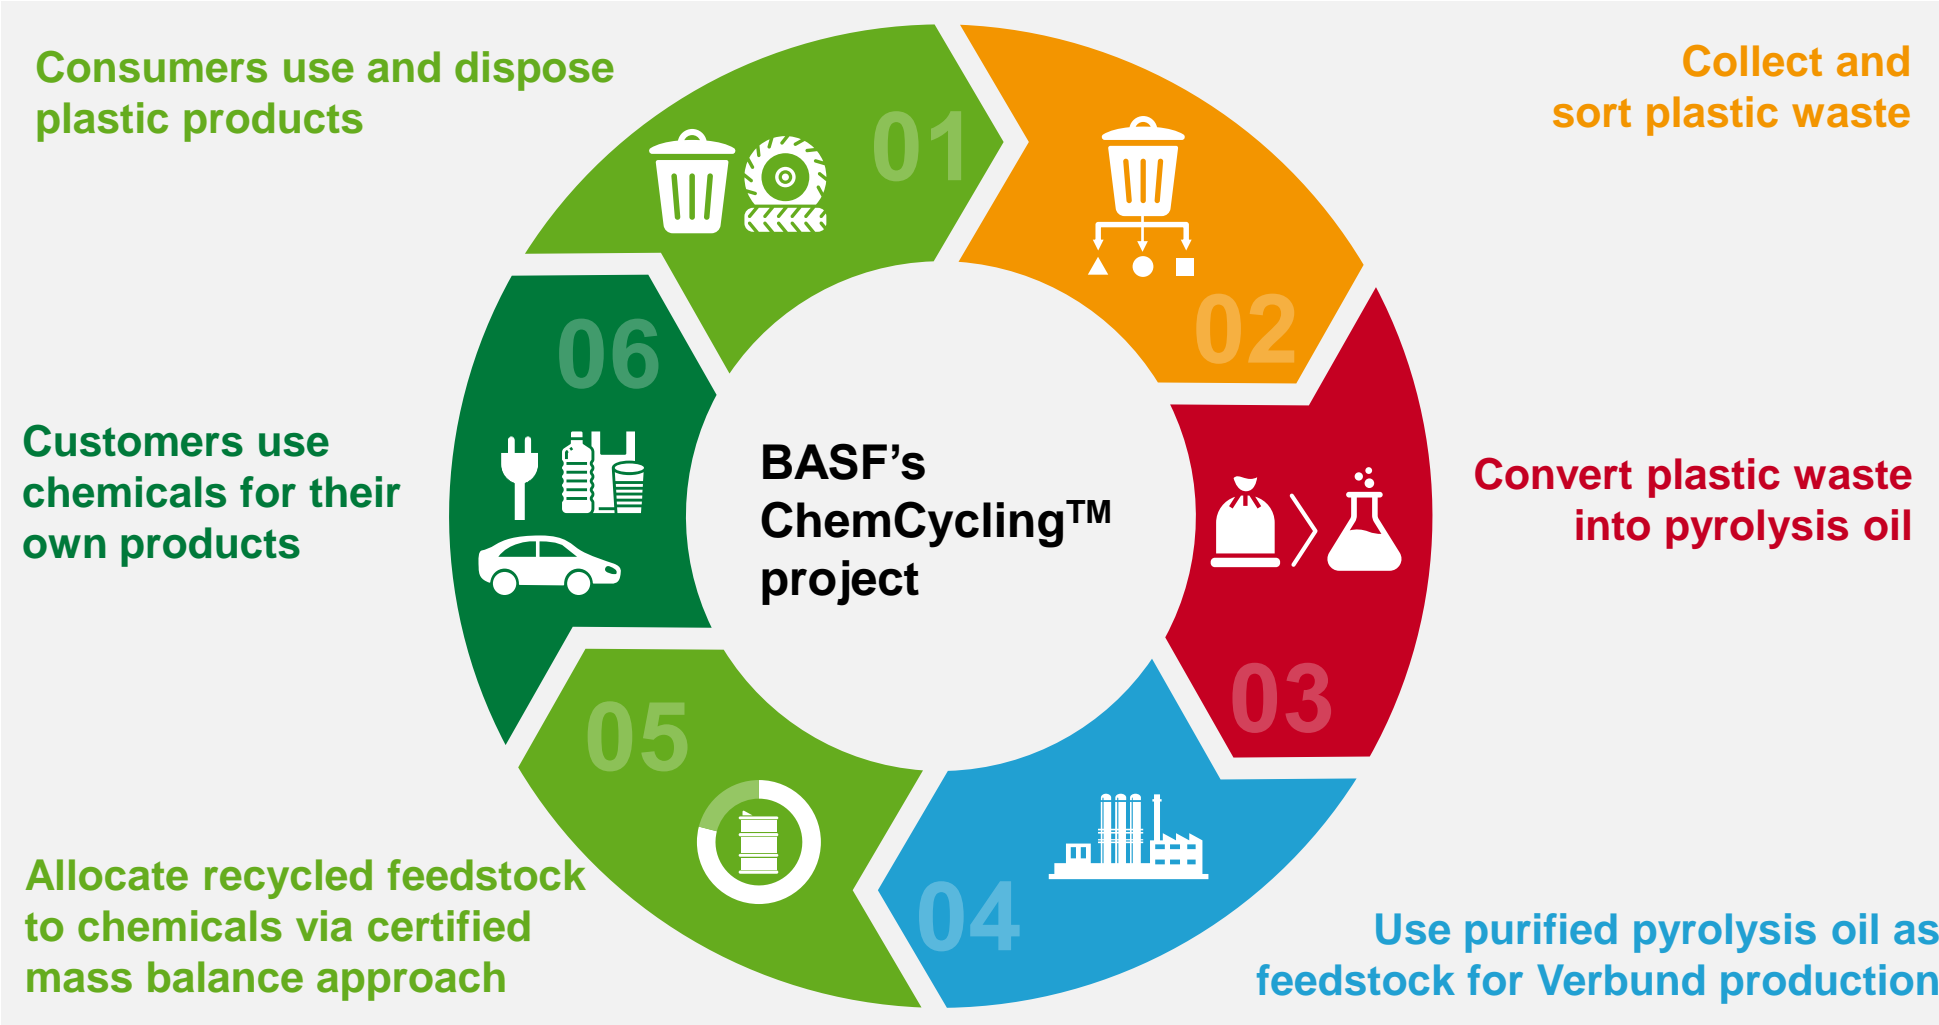 Consumers use and dispose
plastic products
01
Collect and
sort plastic waste
02
Convert plastic waste
into pyrolysis oil
03
Use purified pyrolysis oil as
feedstock for Verbund production
04
Allocate recycled feedstock
to chemicals via certified
mass balance approach
05
Customers use
chemicals for their
own products
06
BASF’s
ChemCycling™
project